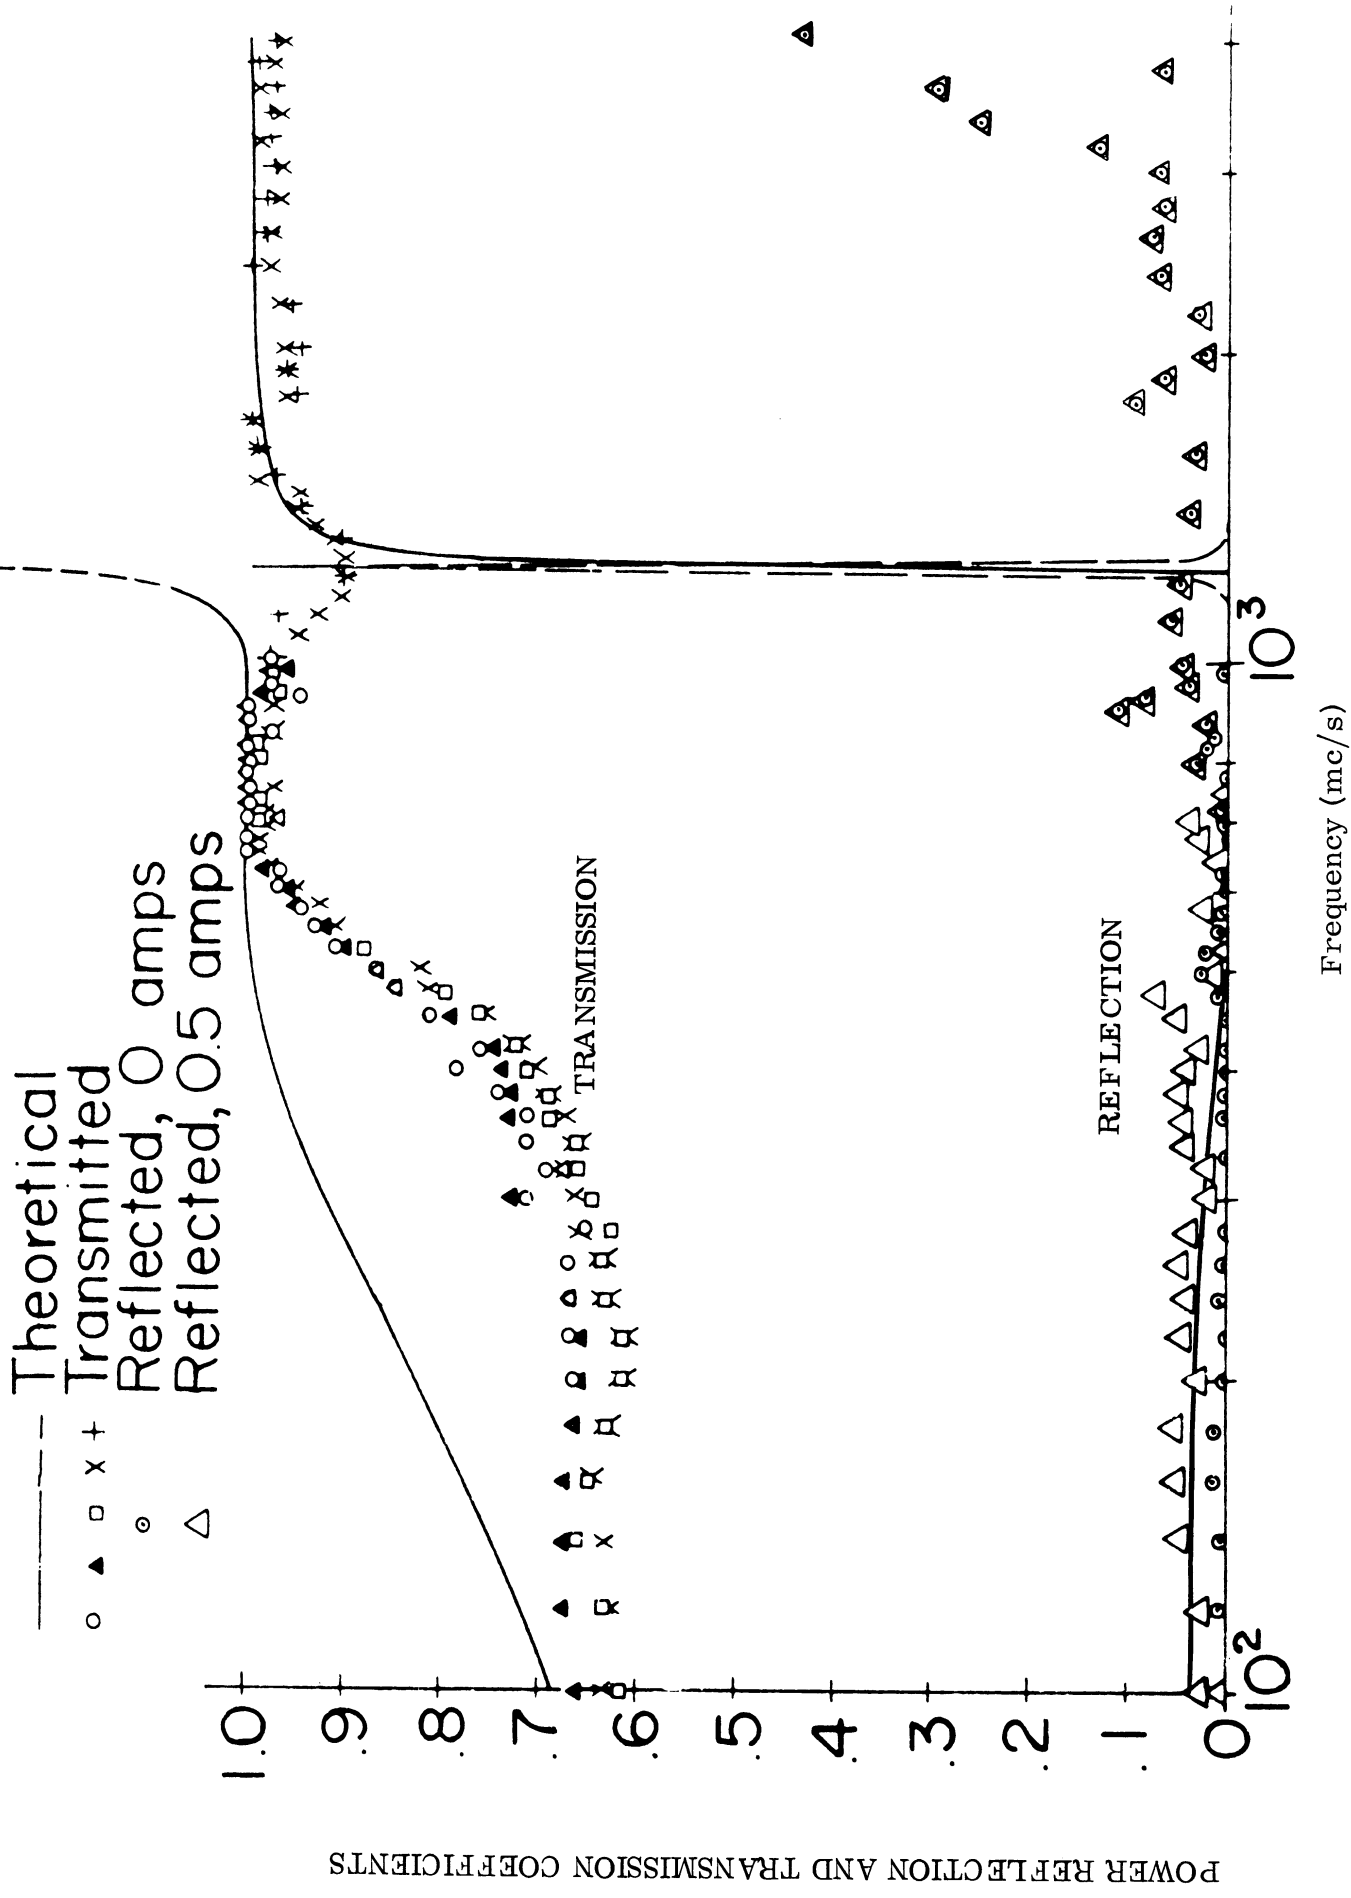 Theoretical
Transmitted
Reflected, 0 amps
Reflected, 0.5 amps
POWER REFLECTION AND TRANSMISSION COEFFICIENTS
1.0
.9
.8
.7
.6
.5
.4
.3
.2
.1
0
TRANSMISSION
REFLECTION
10²
10³
Frequency (mc/s)